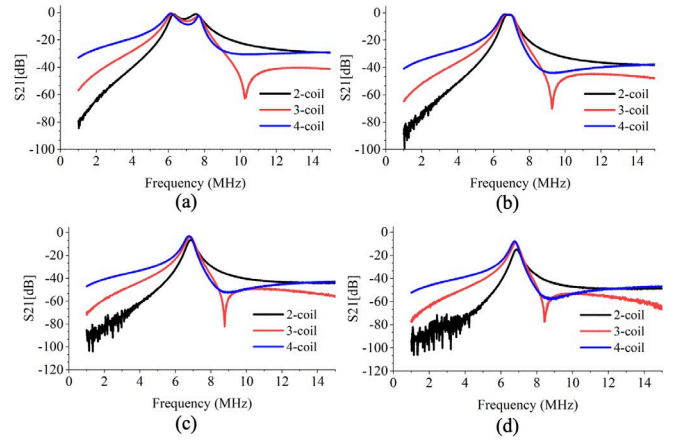 0
-20
-40
-60
-80
-100
S21[dB]
2-coil
3-coil
4-coil
0 2 4 6 8 10 12 14
Frequency (MHz)
(a)
0
-20
-40
-60
-80
-100
S21[dB]
2-coil
3-coil
4-coil
0 2 4 6 8 10 12 14
Frequency (MHz)
(b)
0
-20
-40
-60
-80
-100
-120
S21[dB]
2-coil
3-coil
4-coil
0 2 4 6 8 10 12 14
Frequency (MHz)
(c)
0
-20
-40
-60
-80
-100
-120
S21[dB]
2-coil
3-coil
4-coil
0 2 4 6 8 10 12 14
Frequency (MHz)
(d)